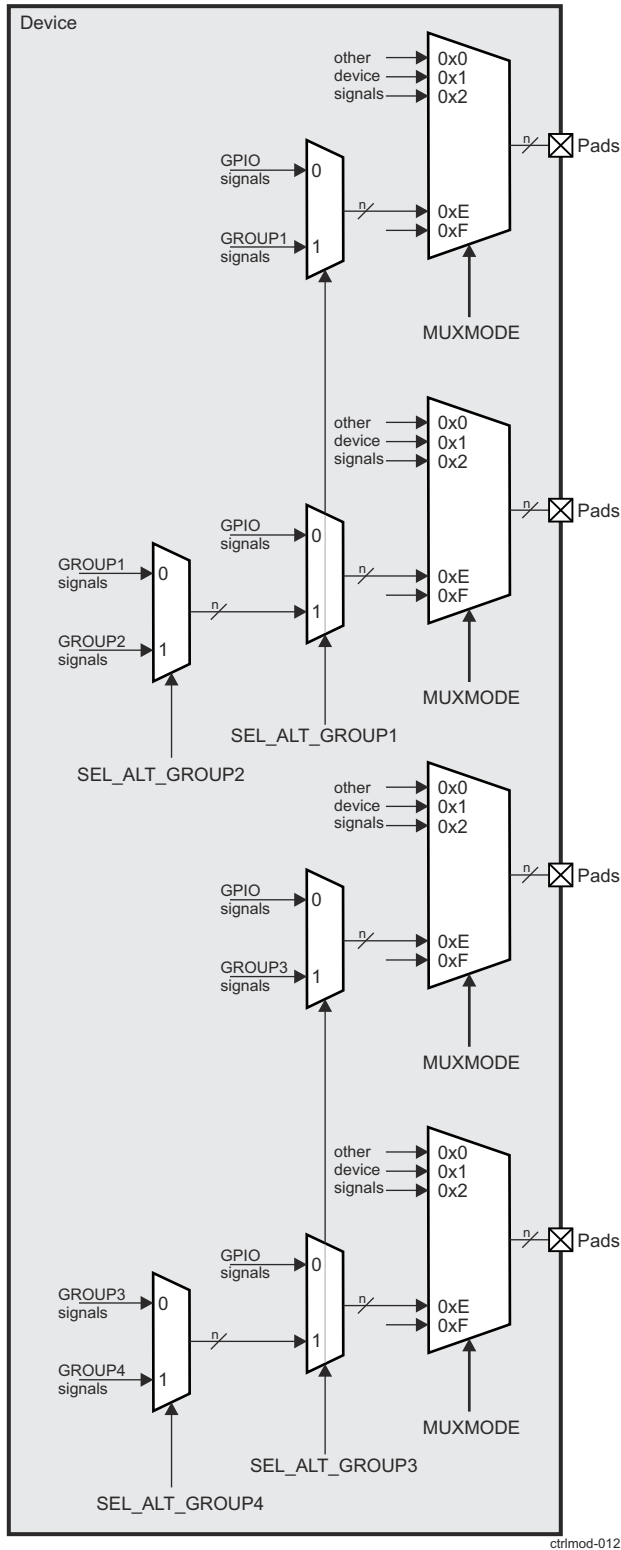 Device
other
device
signals
0x0
0x1
0x2
n
Pads
GPIO
signals
0
n
0xE
0xF
GROUP1
signals
1
MUXMODE
other
device
signals
0x0
0x1
0x2
n
Pads
GPIO
signals
0
GROUP1
signals
0
n
0xE
0xF
n
1
GROUP2
signals
1
MUXMODE
SEL_ALT_GROUP1
SEL_ALT_GROUP2
other
device
signals
0x0
0x1
0x2
n
Pads
GPIO
signals
0
n
0xE
0xF
GROUP3
signals
1
MUXMODE
other
device
signals
0x0
0x1
0x2
n
Pads
GPIO
signals
0
GROUP3
signals
0
n
0xE
0xF
n
1
GROUP4
signals
1
MUXMODE
SEL_ALT_GROUP3
SEL_ALT_GROUP4
ctrlmod-012